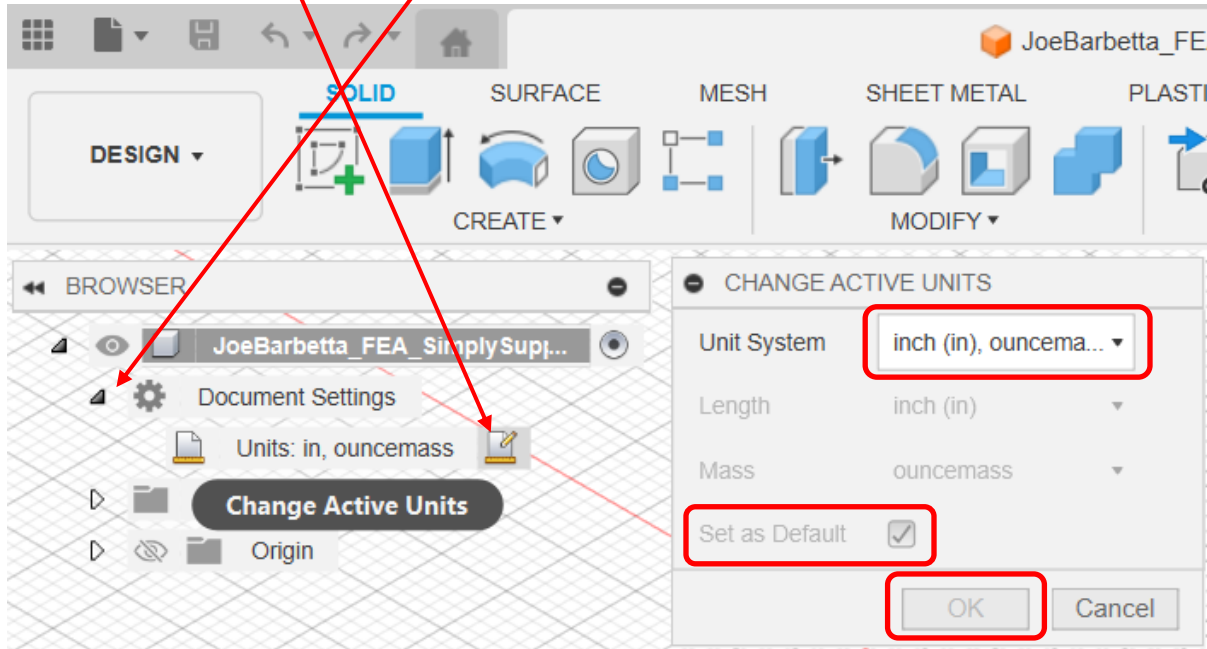 JoeBarbetta_FE
SOLID SURFACE MESH SHEET METAL PLASTI
DESIGN
CREATE MODIFY
BROWSER
JoeBarbetta_FEA_SimplySupp...
Document Settings
Units: in, ouncemass
Change Active Units
Origin
CHANGE ACTIVE UNITS
Unit System inch (in), ouncema...
Length inch (in)
Mass ouncemass
Set as Default
OK Cancel